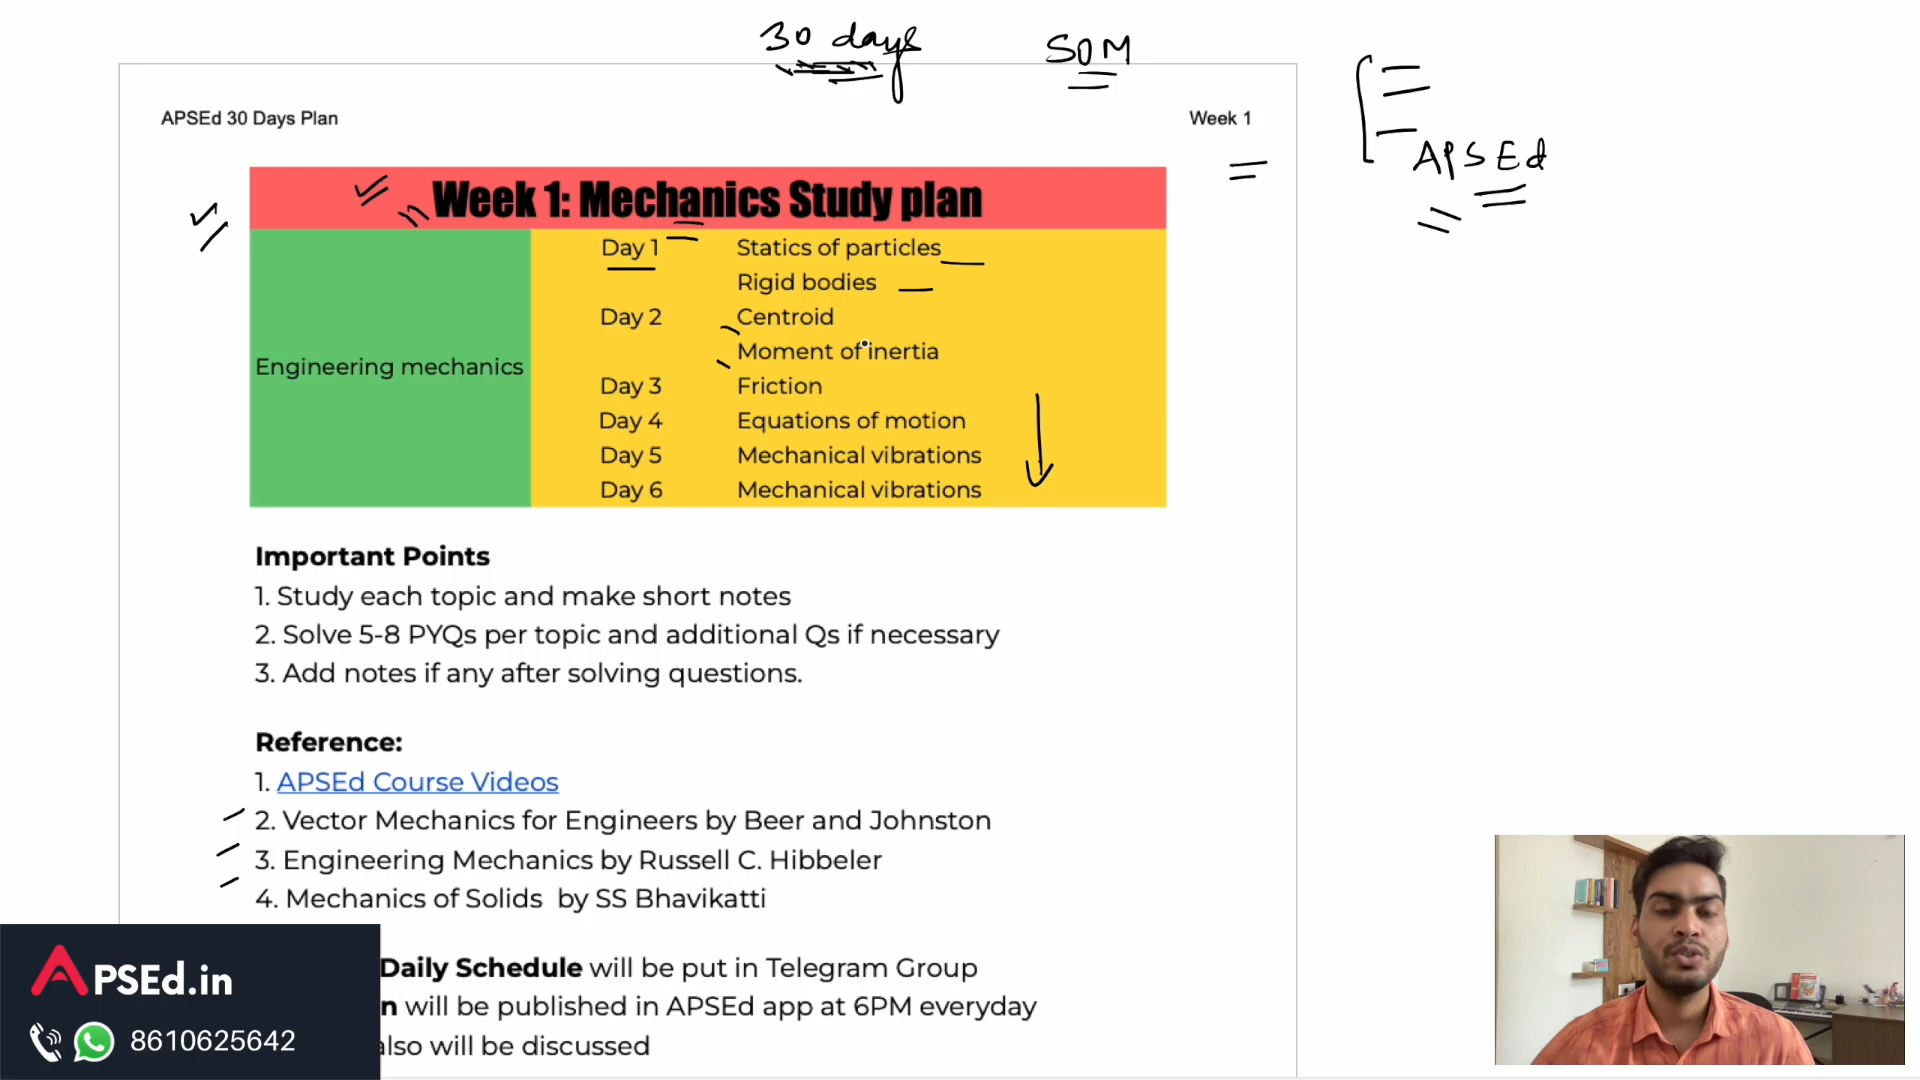 30 days
SOM
APSEd 30 Days Plan
Week 1
APSEd
Week 1: Mechanics Study plan
Engineering mechanics
Day 1 Statics of particles
Rigid bodies
Day 2 Centroid
Moment of inertia
Day 3 Friction
Day 4 Equations of motion
Day 5 Mechanical vibrations
Day 6 Mechanical vibrations
Important Points
1. Study each topic and make short notes
2. Solve 5-8 PYQs per topic and additional Qs if necessary
3. Add notes if any after solving questions.
Reference:
1. APSEd Course Videos
2. Vector Mechanics for Engineers by Beer and Johnston
3. Engineering Mechanics by Russell C. Hibbeler
4. Mechanics of Solids by SS Bhavikatti
Daily Schedule will be put in Telegram Group
n will be published in APSEd app at 6PM everyday
also will be discussed
APSEd.in
8610625642